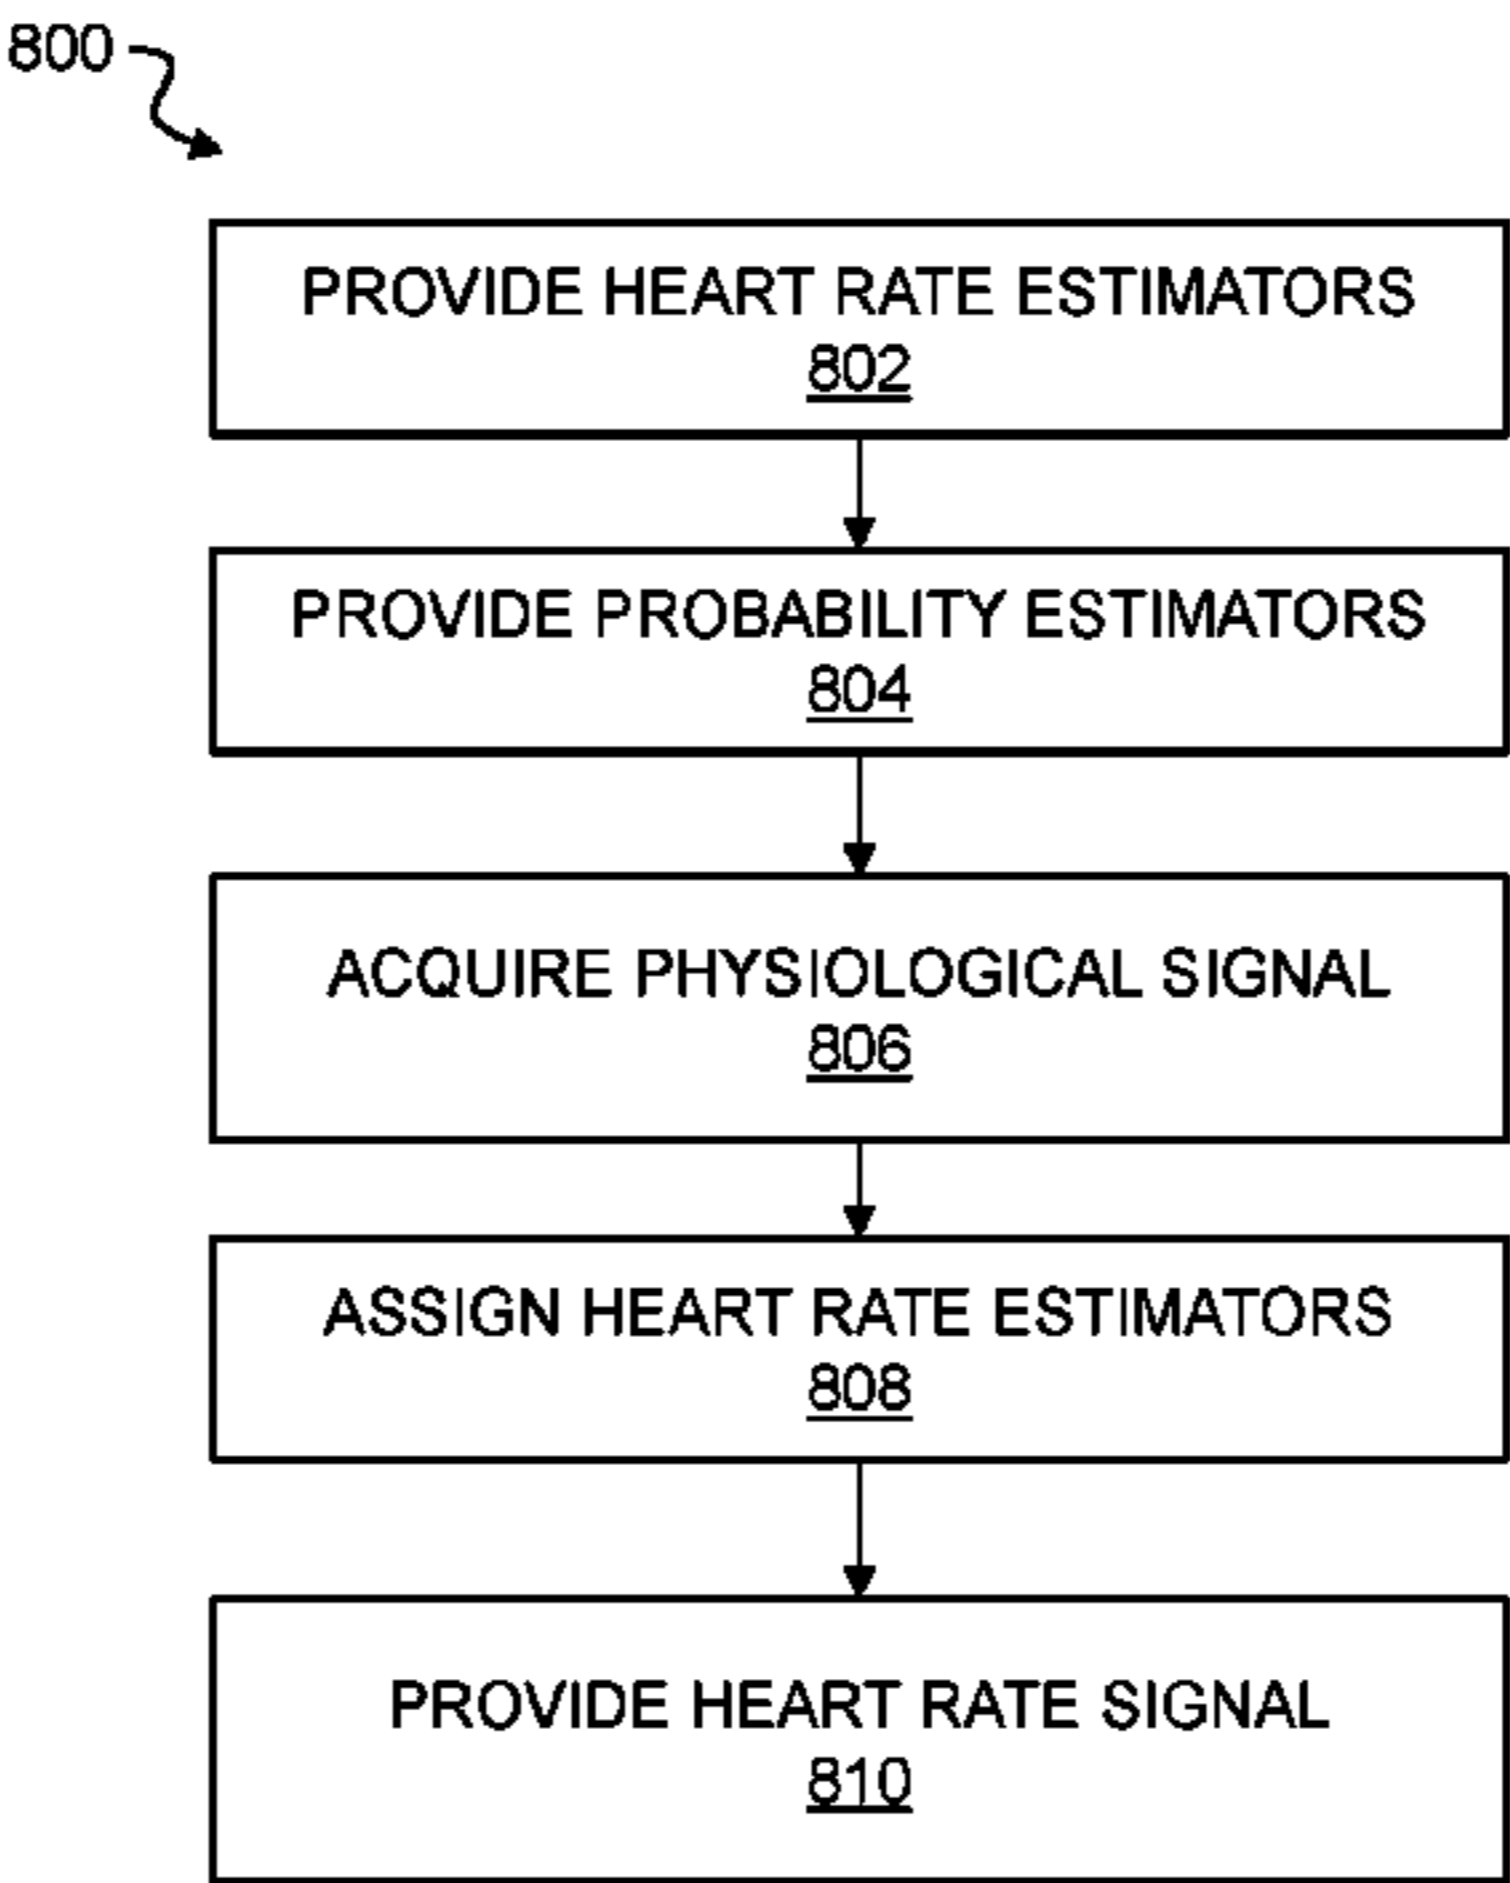 800
PROVIDE HEART RATE ESTIMATORS
802
PROVIDE PROBABILITY ESTIMATORS
804
ACQUIRE PHYSIOLOGICAL SIGNAL
806
ASSIGN HEART RATE ESTIMATORS
808
PROVIDE HEART RATE SIGNAL
810